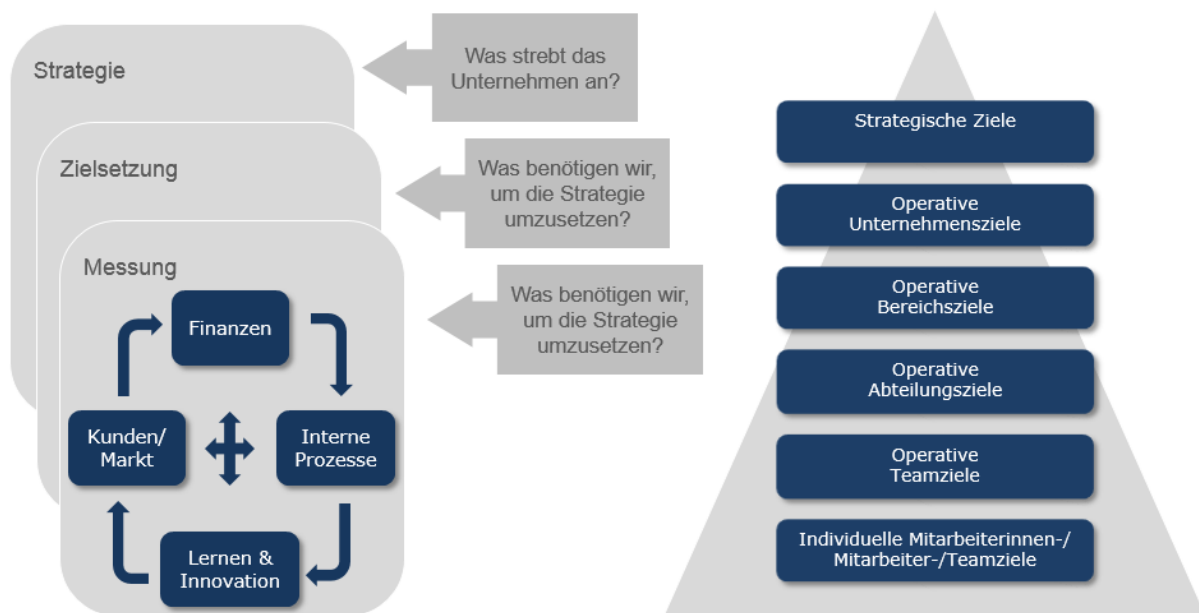 Strategie
Was strebt das
Unternehmen an?
Zielsetzung
Was benötigen wir,
um die Strategie
umzusetzen?
Messung
Was benötigen wir,
um die Strategie
umzusetzen?
Finanzen
Kunden/
Markt
Interne
Prozesse
Lernen &
Innovation
Strategische Ziele
Operative
Unternehmensziele
Operative
Bereichsziele
Operative
Abteilungsziele
Operative
Teamziele
Individuelle Mitarbeiterinnen-/
Mitarbeiter-/Teamziele